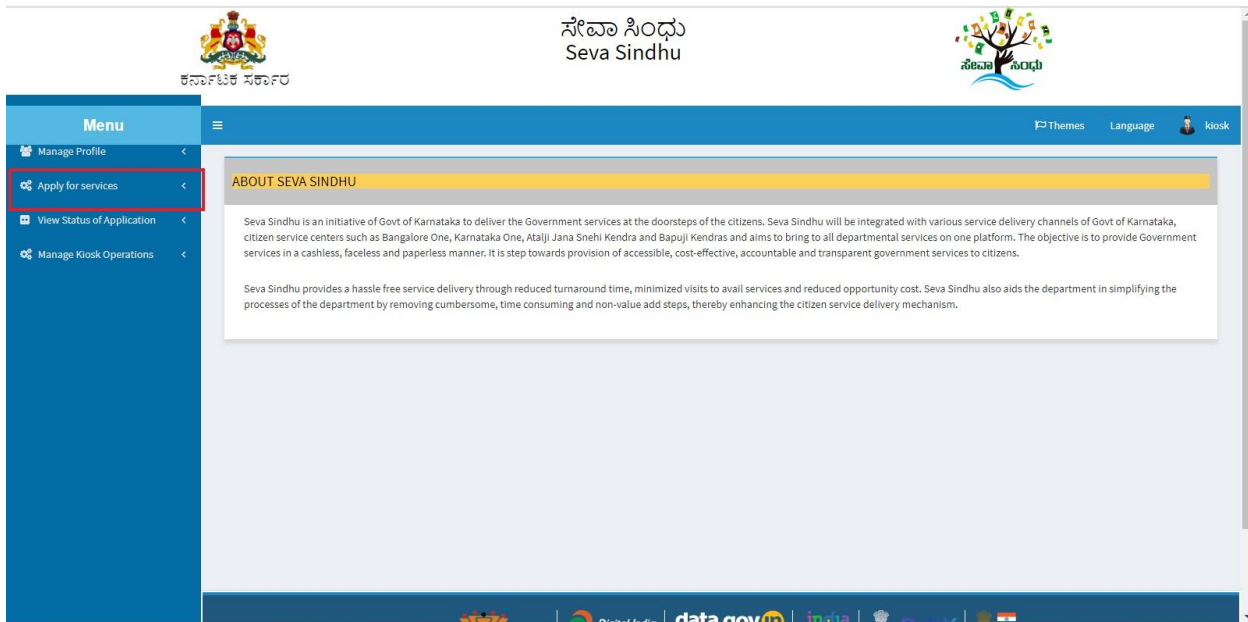 ಸೇವಾ ಸಿಂಧು
Seva Sindhu
ಕರ್ನಾಟಕ ಸರ್ಕಾರ
ಸೇವಾ ಸಿಂಧು
Menu
Themes Language kiosk
Manage Profile
Apply for services
View Status of Application
Manage Kiosk Operations
ABOUT SEVA SINDHU
Seva Sindhu is an initiative of Govt of Karnataka to deliver the Government services at the doorsteps of the citizens. Seva Sindhu will be integrated with various service delivery channels of Govt of Karnataka,
citizen service centers such as Bangalore One, Karnataka One, Atalji Jana Snehi Kendra and Bapuji Kendras and aims to bring to all departmental services on one platform. The objective is to provide Government
services in a cashless, faceless and paperless manner. It is step towards provision of accessible, cost-effective, accountable and transparent government services to citizens.
Seva Sindhu provides a hassle free service delivery through reduced turnaround time, minimized visits to avail services and reduced opportunity cost. Seva Sindhu also aids the department in simplifying the
processes of the department by removing cumbersome, time consuming and non-value add steps, thereby enhancing the citizen service delivery mechanism.
Digital India data.gov in india